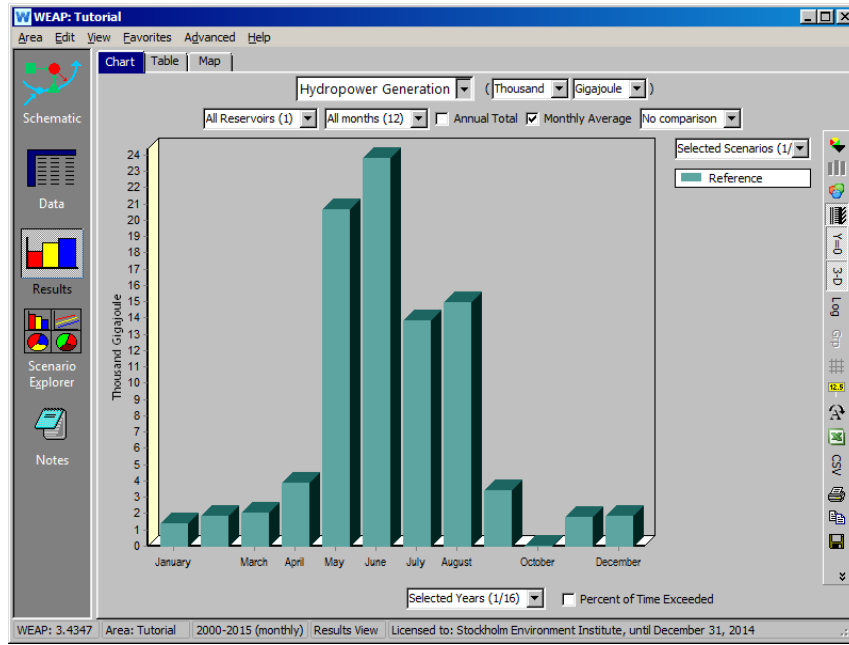 WEAP: Tutorial
Area Edit View Favorites Advanced Help
Chart Table Map
Schematic
Data
Results
Scenario
Explorer
Notes
Hydropower Generation ( Thousand Gigajoule )
All Reservoirs (1) All months (12) Annual Total Monthly Average No comparison
Selected Scenarios (1/
Reference
Thousand Gigajoule
24
23
22
21
20
19
18
17
16
15
14
13
12
11
10
9
8
7
6
5
4
3
2
1
0
January March April May June July August October December
Selected Years (1/16) Percent of Time Exceeded
Y=0
3-D
Log
Grp
12.5
A
CSV
WEAP: 3.4347 Area: Tutorial 2000-2015 (monthly) Results View Licensed to: Stockholm Environment Institute, until December 31, 2014